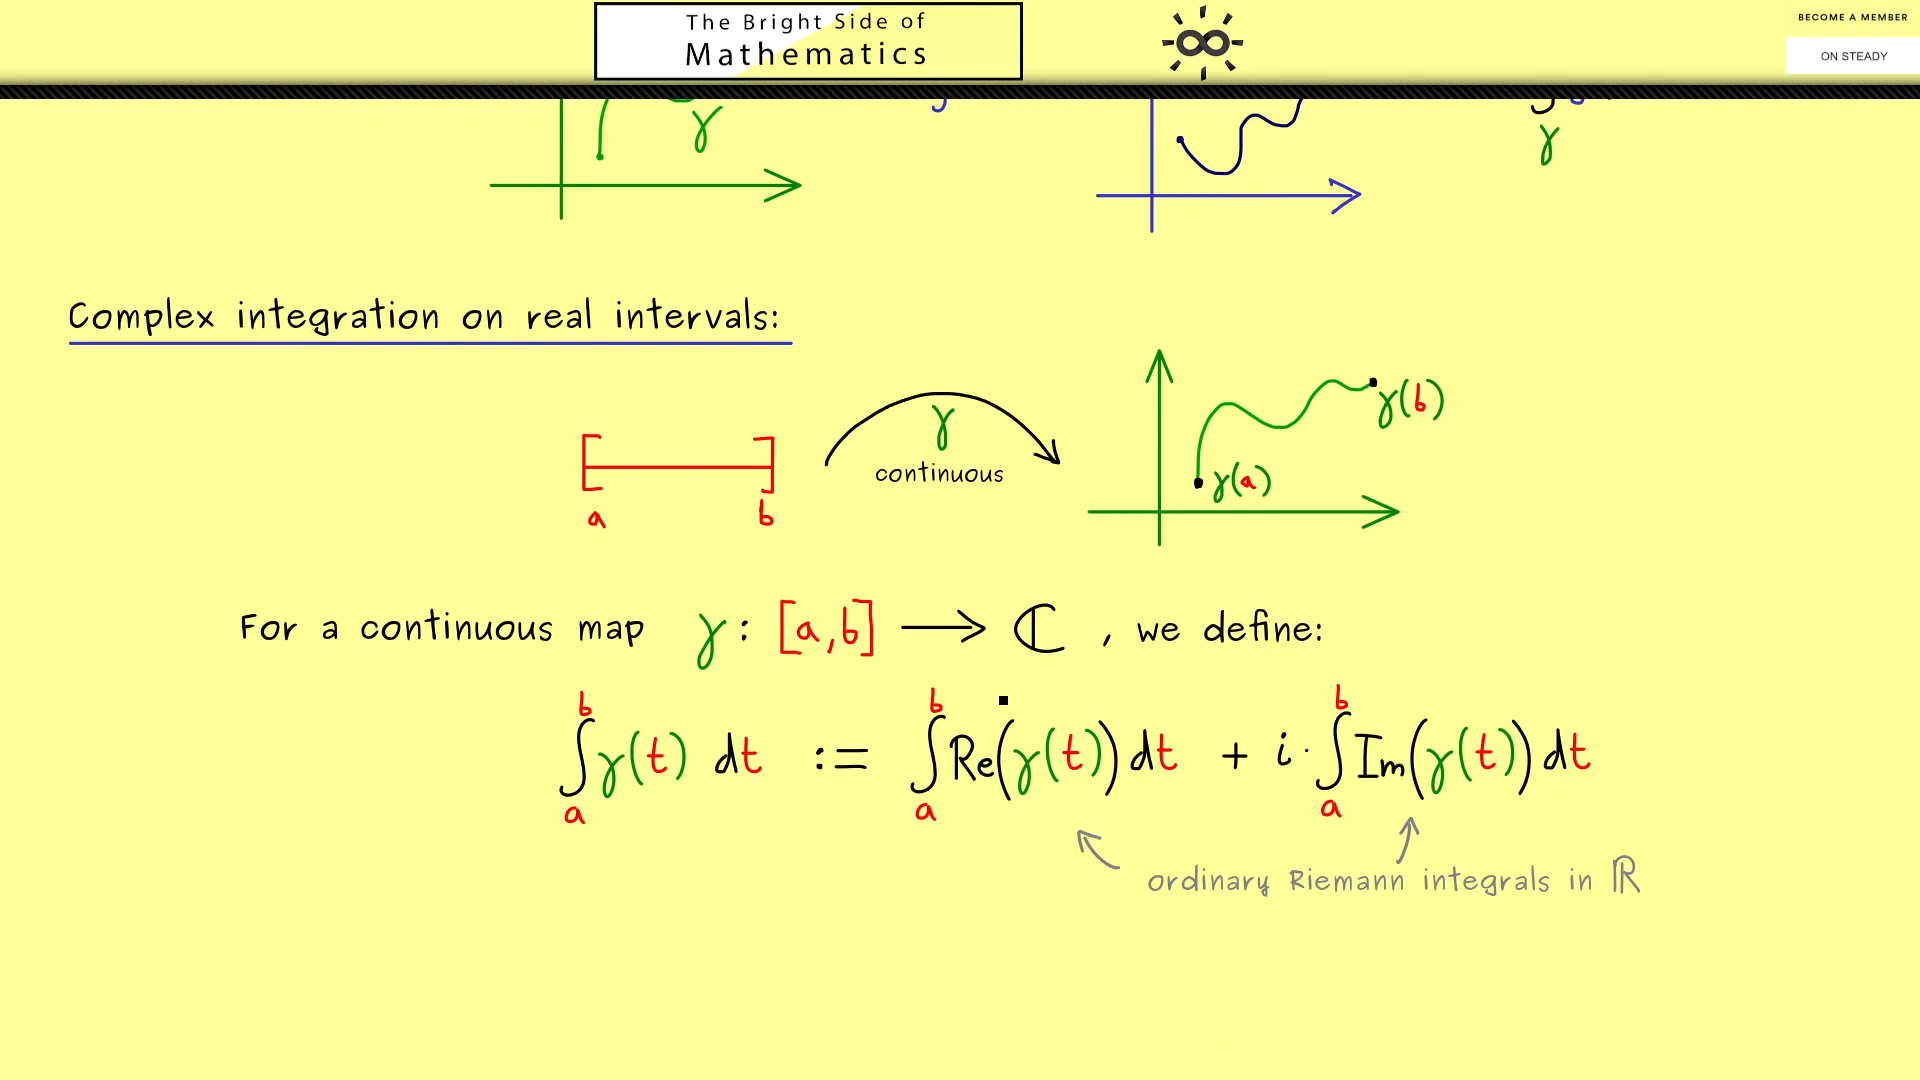 The Bright Side of
Mathematics
BECOME A MEMBER
ON STEADY
γ
γ
Complex integration on real intervals:
γ
continuous
a
b
γ(b)
γ(a)
For a continuous map γ: [a,b] ⟶ ℂ , we define:
∫_a^b γ(t) dt := ∫_a^b Re(γ(t)) dt + i · ∫_a^b Im(γ(t)) dt
ordinary Riemann integrals in ℝ